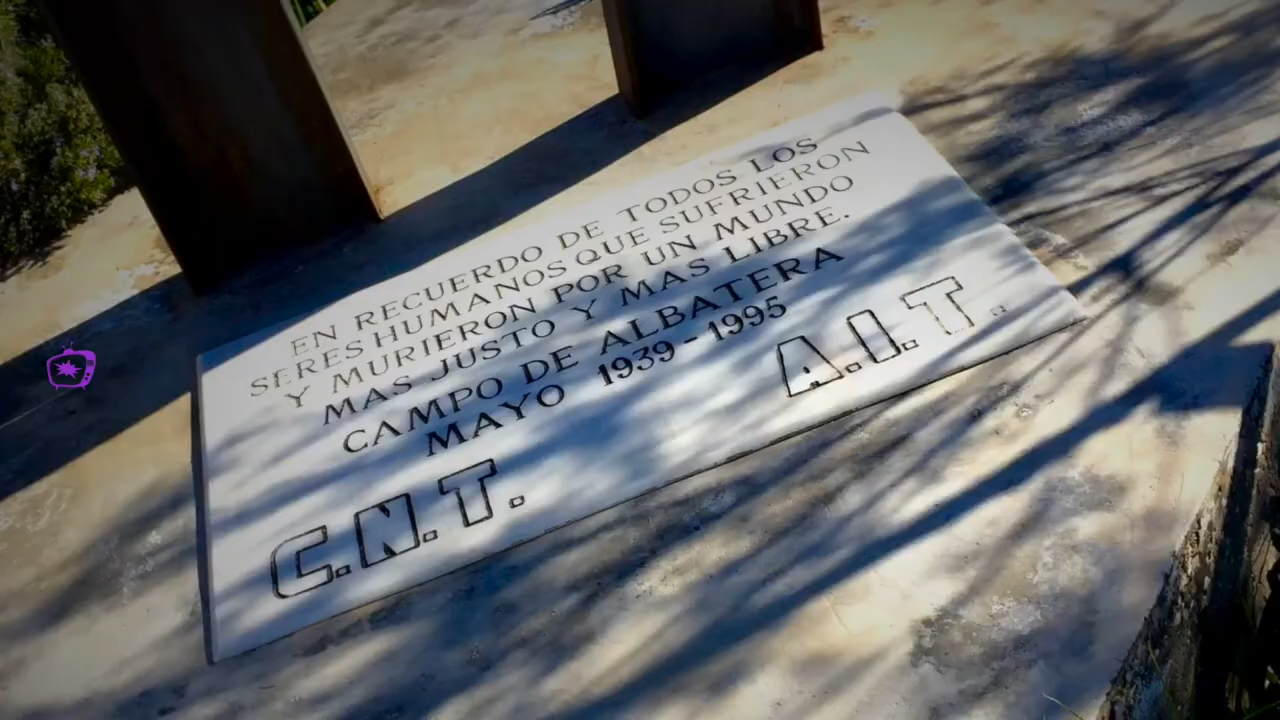 EN RECUERDO DE TODOS LOS
SERES HUMANOS QUE SUFRIERON
Y MURIERON POR UN MUNDO
MAS JUSTO Y MAS LIBRE.
CAMPO DE ALBATERA
MAYO 1939-1995
C.N.T. A.I.T.